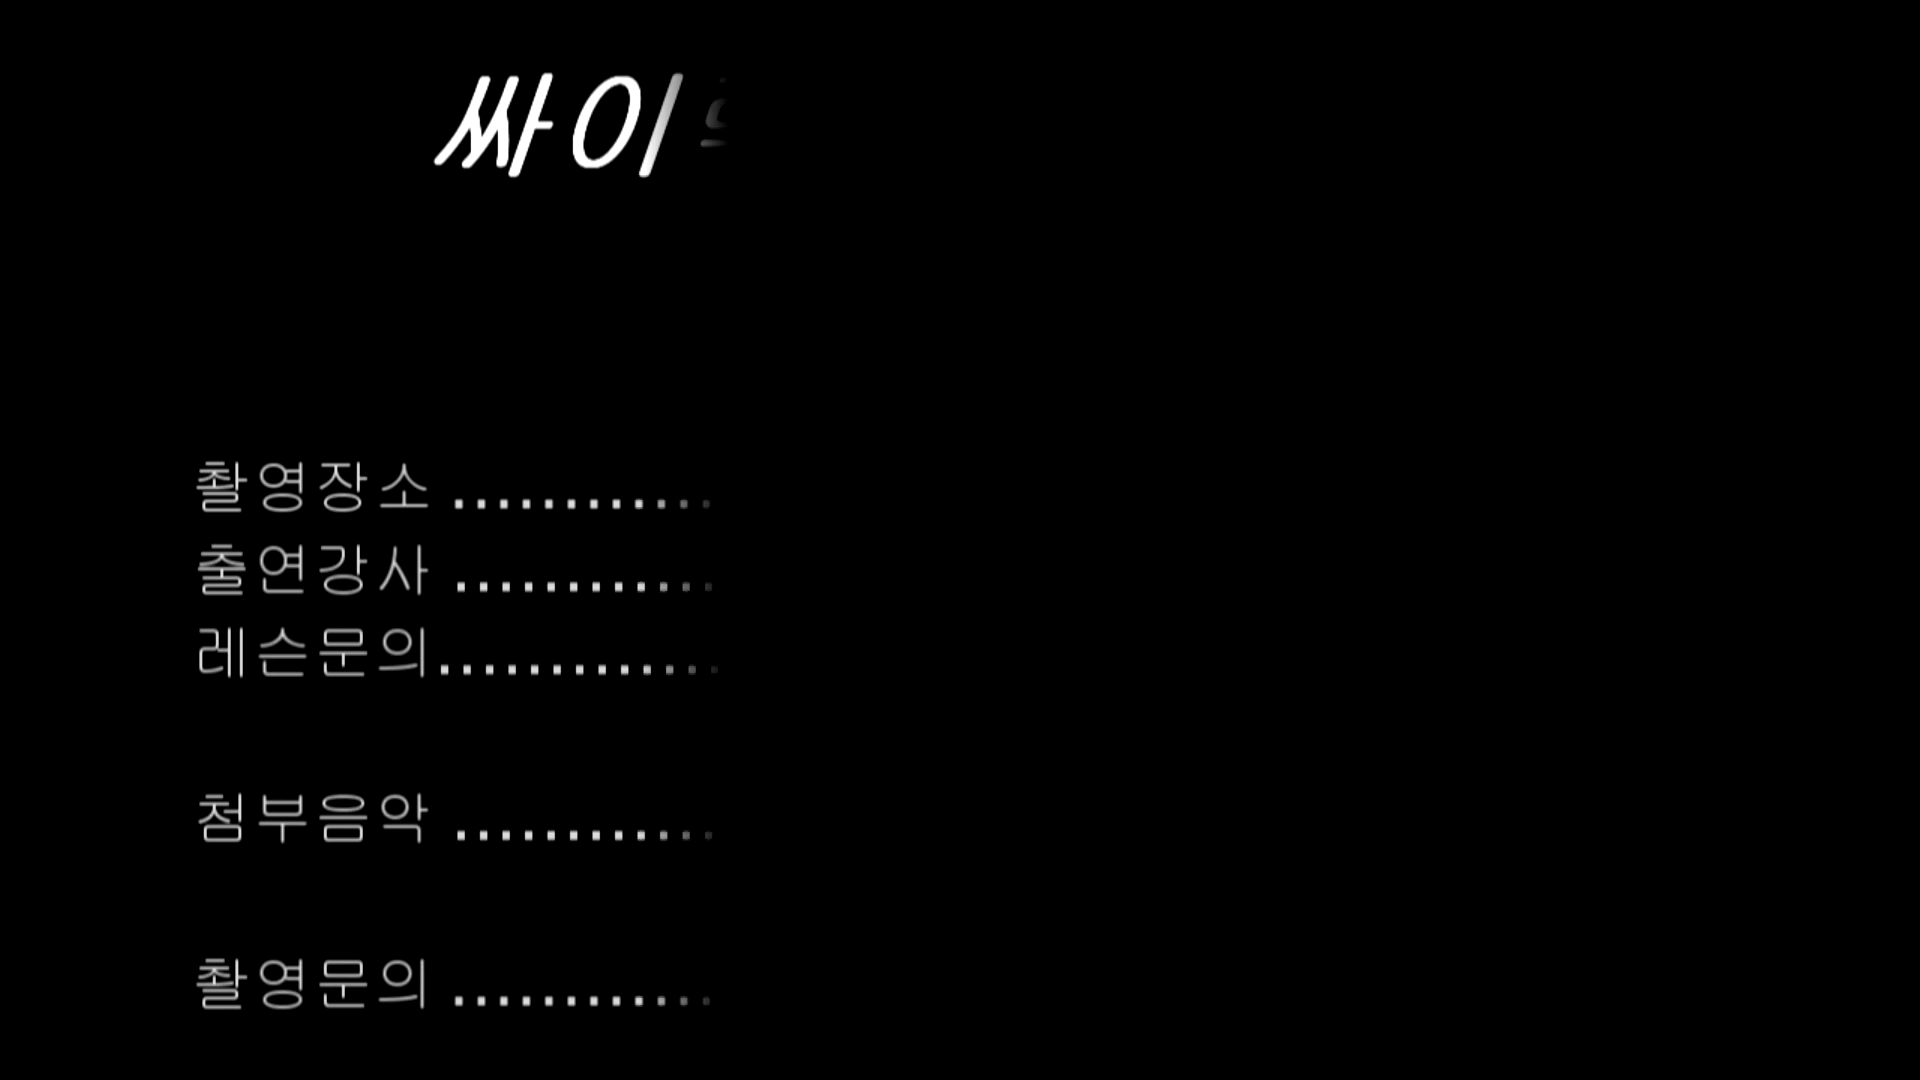 싸이
촬영장소 ............
출연강사 ............
레슨문의.............
첨부음악 ............
촬영문의 ............